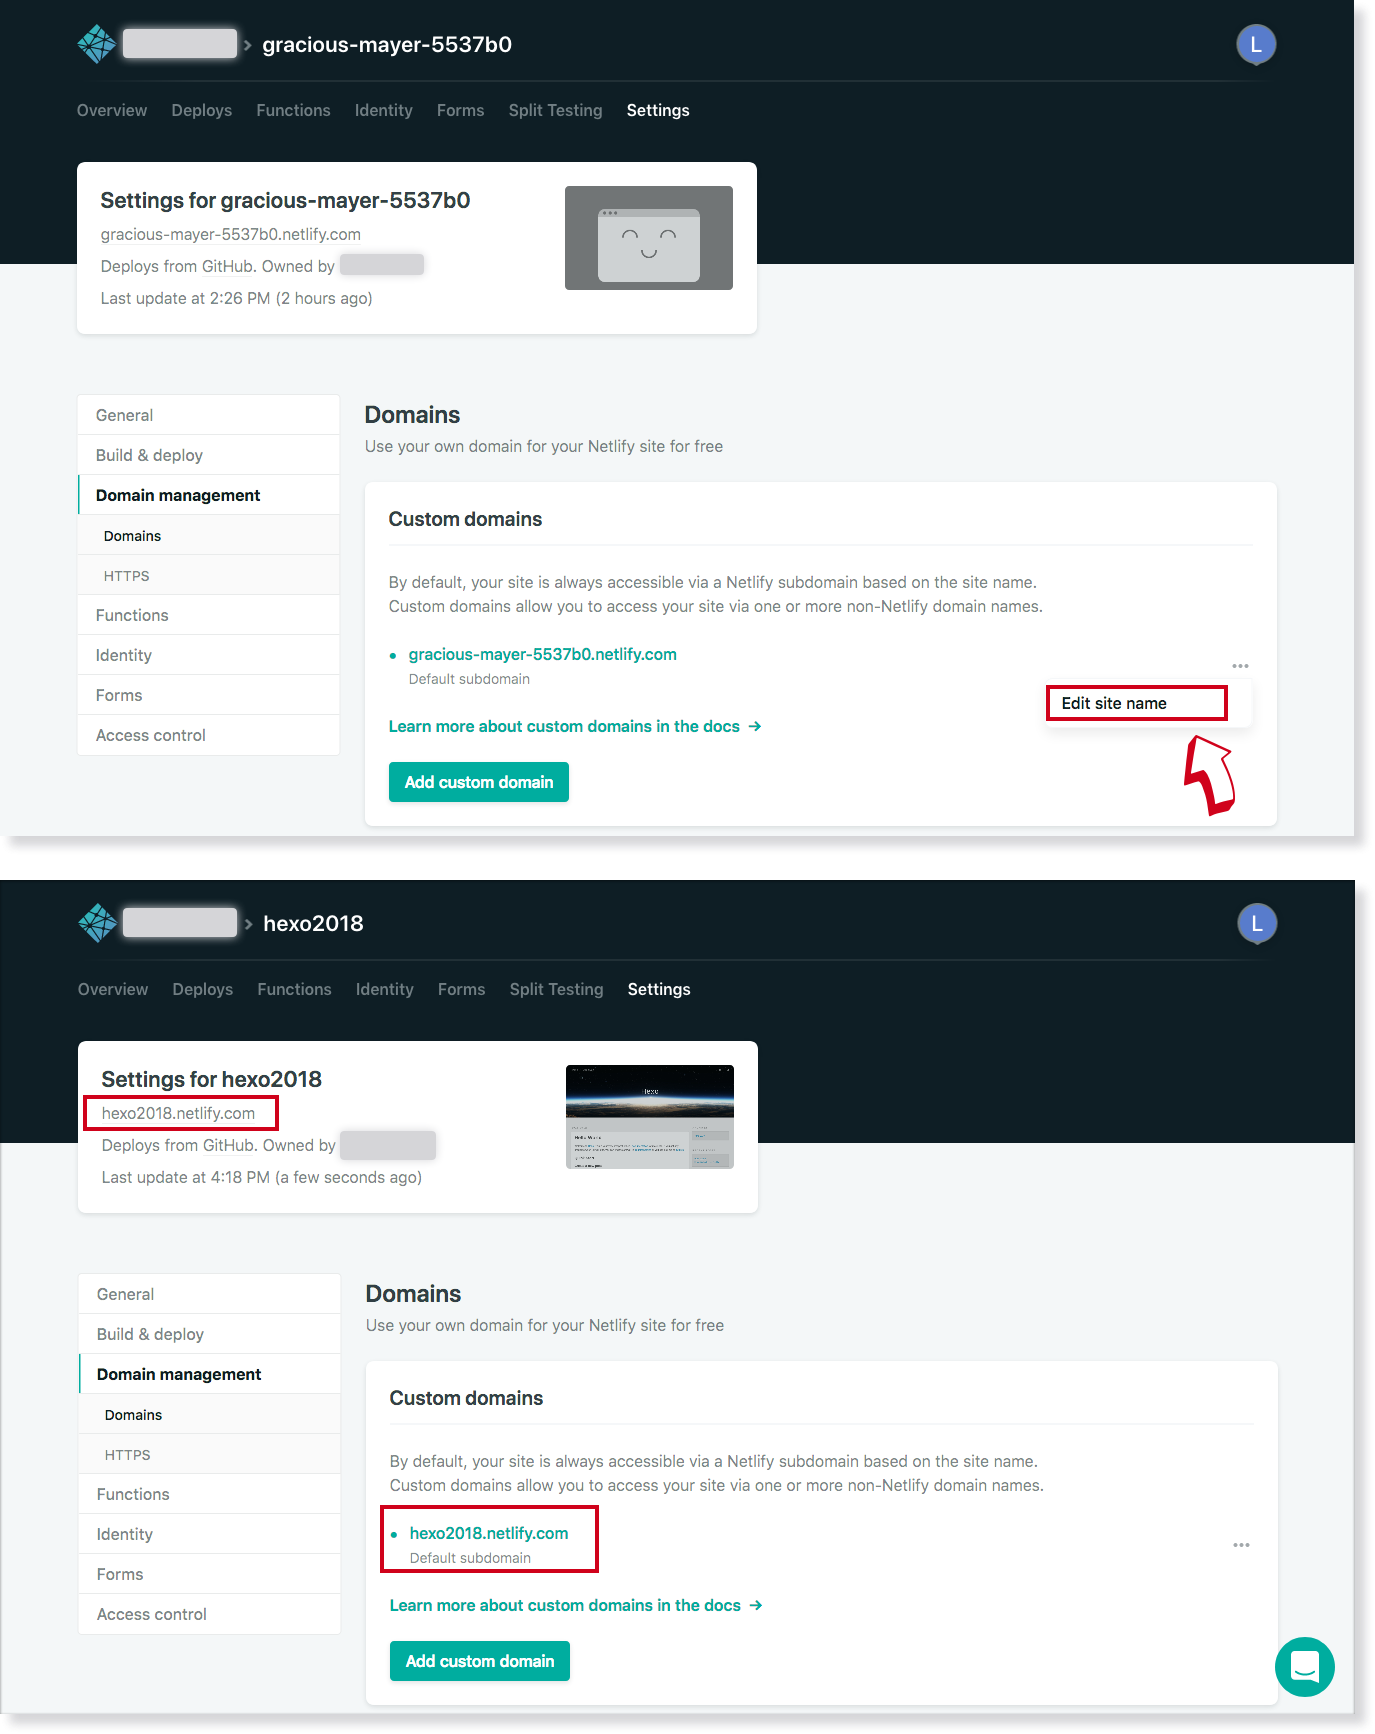 gracious-mayer-5537b0
L
Overview Deploys Functions Identity Forms Split Testing Settings
Settings for gracious-mayer-5537b0
gracious-mayer-5537b0.netlify.com
Deploys from GitHub. Owned by
Last update at 2:26 PM (2 hours ago)
General
Build & deploy
Domain management
Domains
HTTPS
Functions
Identity
Forms
Access control
Domains
Use your own domain for your Netlify site for free
Custom domains
By default, your site is always accessible via a Netlify subdomain based on the site name.
Custom domains allow you to access your site via one or more non-Netlify domain names.
gracious-mayer-5537b0.netlify.com
Default subdomain
Edit site name
Learn more about custom domains in the docs →
Add custom domain
hexo2018
L
Overview Deploys Functions Identity Forms Split Testing Settings
Settings for hexo2018
hexo2018.netlify.com
Deploys from GitHub. Owned by
Last update at 4:18 PM (a few seconds ago)
Hexo
General
Build & deploy
Domain management
Domains
HTTPS
Functions
Identity
Forms
Access control
Domains
Use your own domain for your Netlify site for free
Custom domains
By default, your site is always accessible via a Netlify subdomain based on the site name.
Custom domains allow you to access your site via one or more non-Netlify domain names.
hexo2018.netlify.com
Default subdomain
Learn more about custom domains in the docs →
Add custom domain